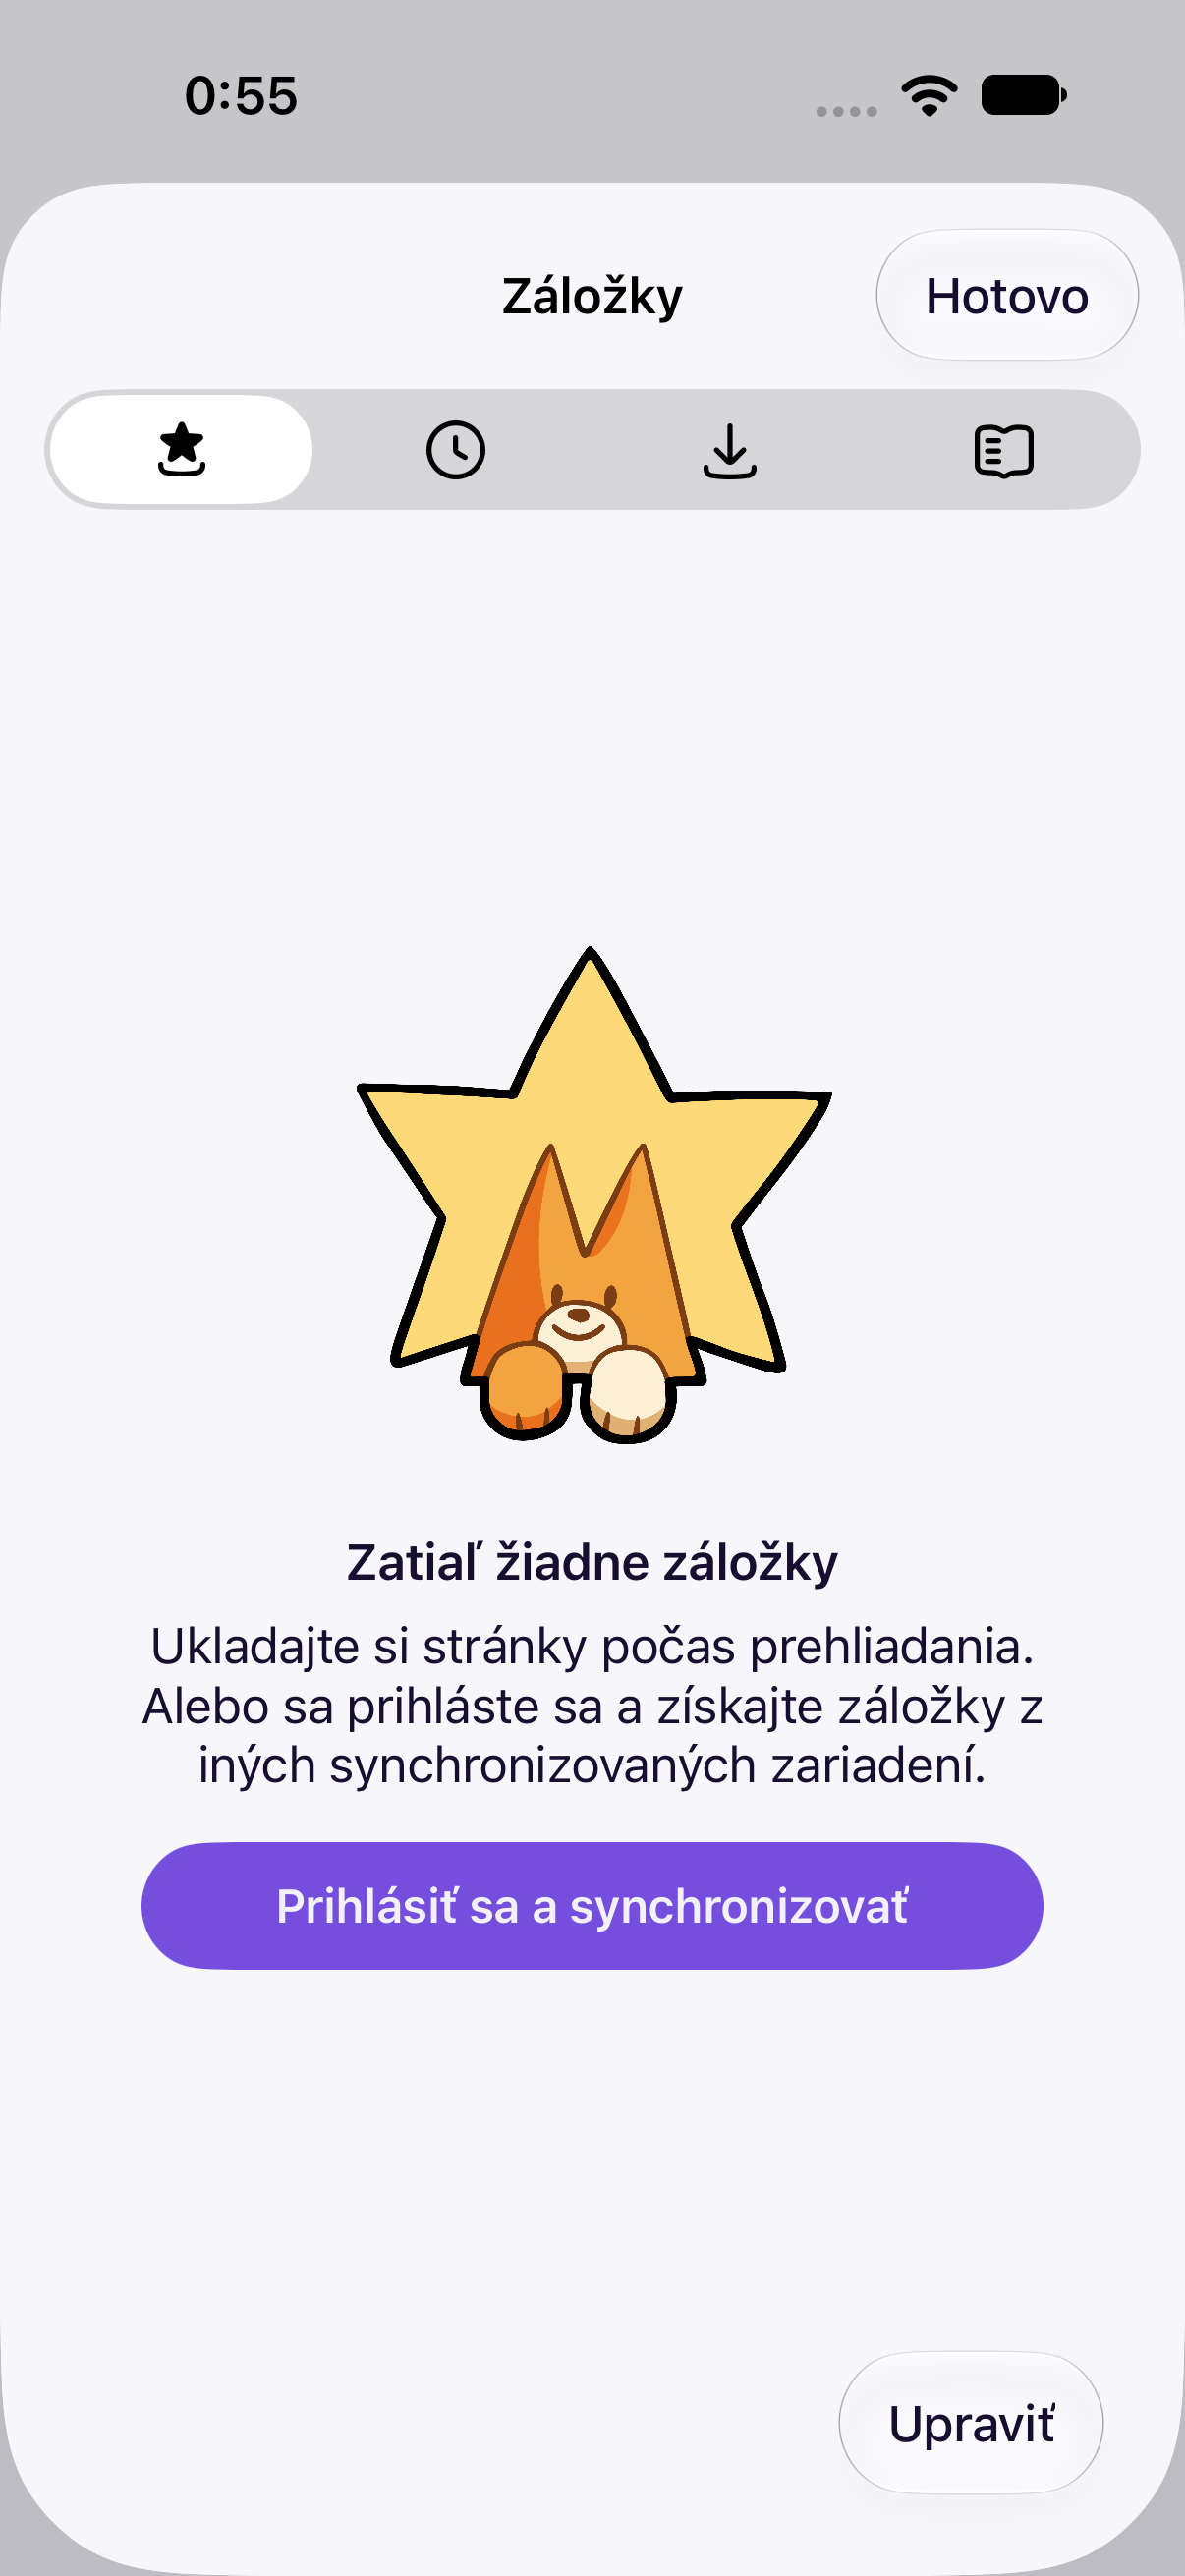 0:55
Záložky
Hotovo
Zatiaľ žiadne záložky
Ukladajte si stránky počas prehliadania.
Alebo sa prihláste sa a získajte záložky z
iných synchronizovaných zariadení.
Prihlásiť sa a synchronizovať
Upraviť